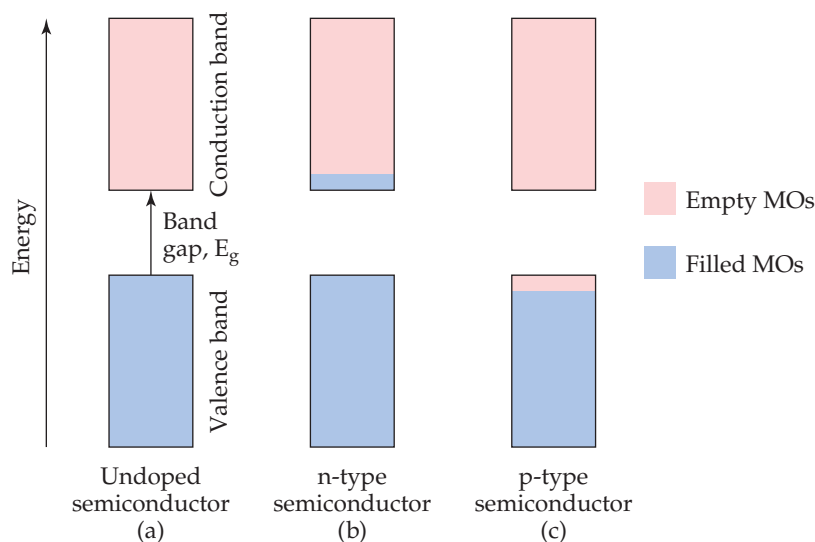 Energy
Conduction band
Band
gap, Eg
Valence band
Empty MOs
Filled MOs
Undoped
semiconductor
(a)
n-type
semiconductor
(b)
p-type
semiconductor
(c)